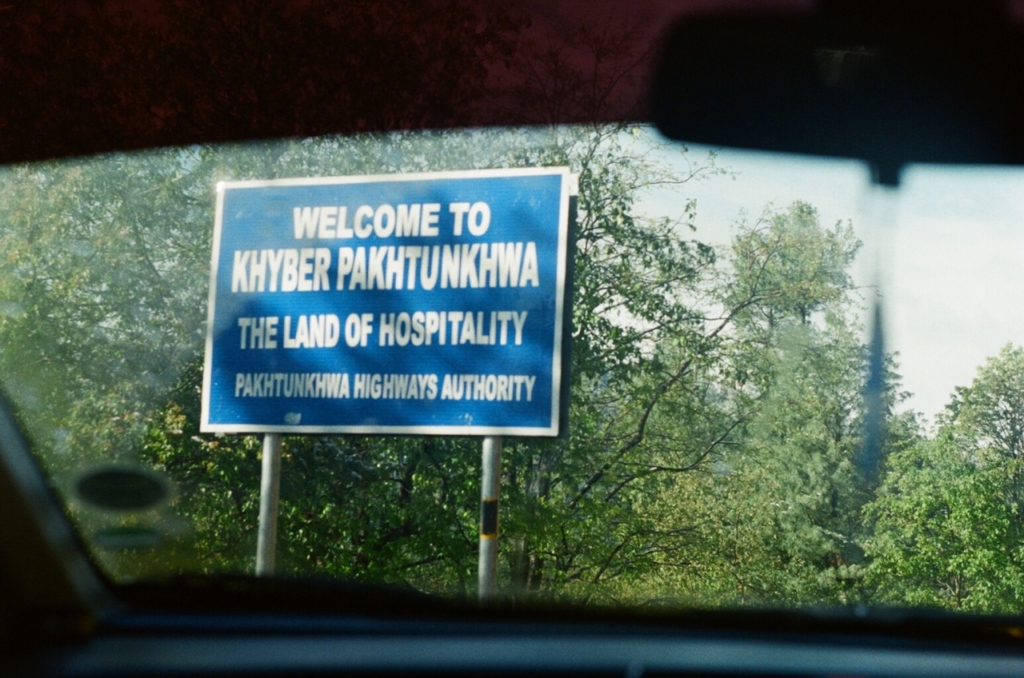 WELCOME TO
KHYBER PAKHTUNKHWA
THE LAND OF HOSPITALITY
PAKHTUNKHWA HIGHWAYS AUTHORITY